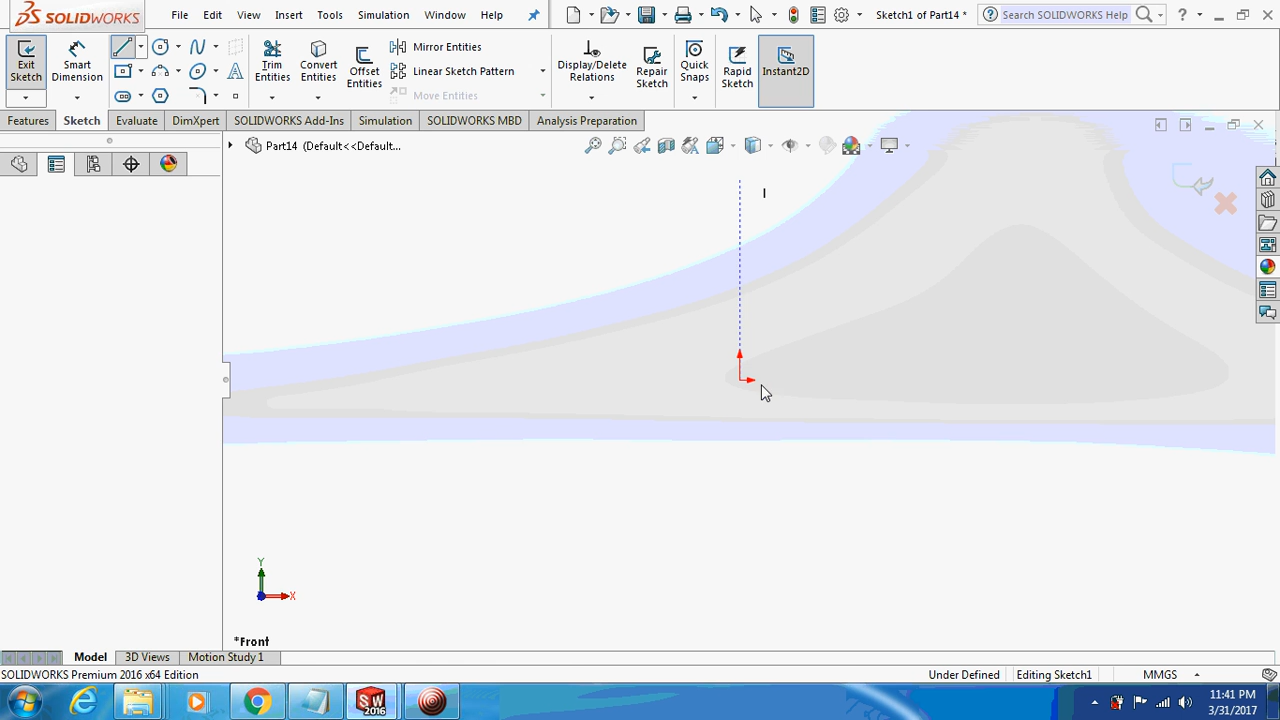 SOLIDWORKS File Edit View Insert Tools Simulation Window Help Sketch1 of Part14 * Search SOLIDWORKS Help
Exit Sketch Smart Dimension Trim Entities Convert Entities Offset Entities Mirror Entities Linear Sketch Pattern Move Entities Display/Delete Relations Repair Sketch Quick Snaps Rapid Sketch Instant2D
Features Sketch Evaluate DimXpert SOLIDWORKS Add-Ins Simulation SOLIDWORKS MBD Analysis Preparation
Part14 (Default<<Default...
Y
X
*Front
Model 3D Views Motion Study 1
SOLIDWORKS Premium 2016 x64 Edition Under Defined Editing Sketch1 MMGS
SW 2016
11:41 PM
3/31/2017